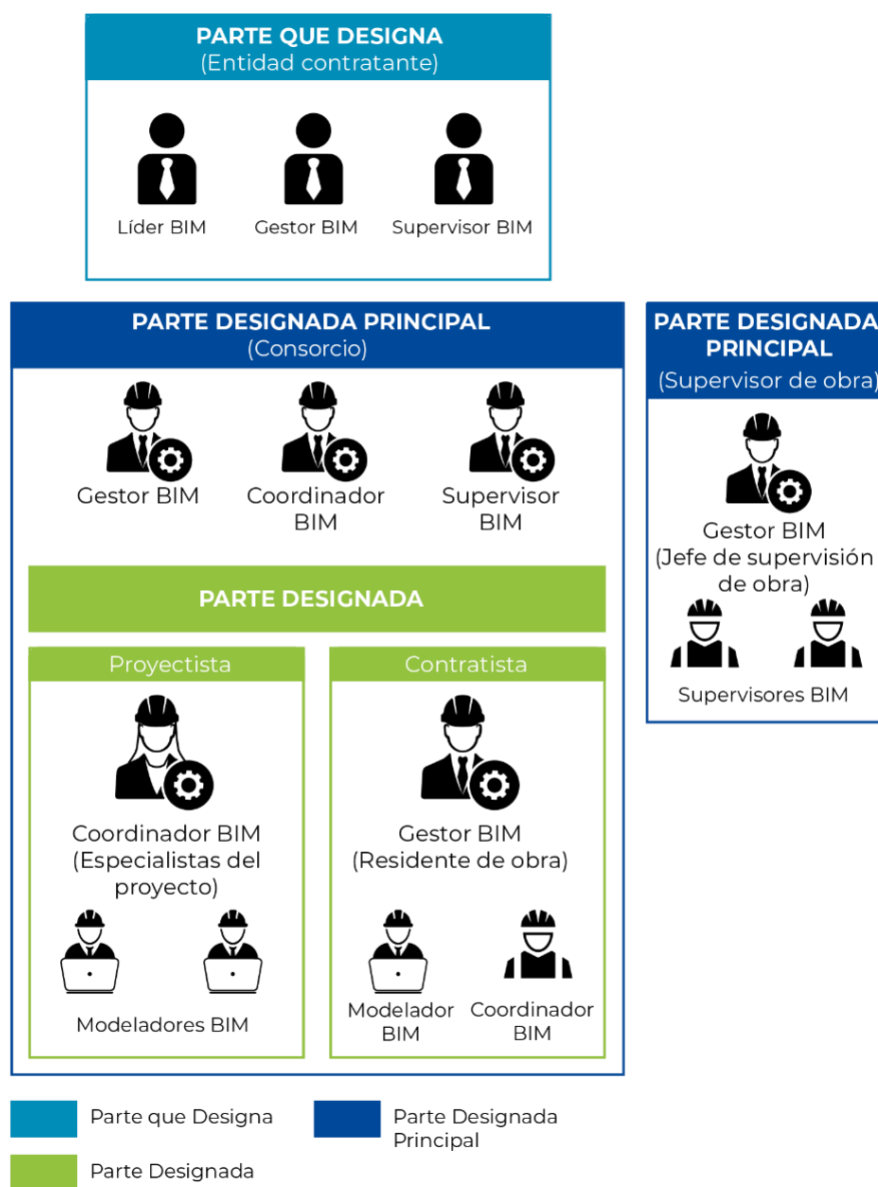 PARTE QUE DESIGNA
(Entidad contratante)
Líder BIM
Gestor BIM
Supervisor BIM
PARTE DESIGNADA PRINCIPAL
(Consorcio)
Gestor BIM
Coordinador
BIM
Supervisor
BIM
PARTE DESIGNADA
Proyectista
Coordinador BIM
(Especialistas del
proyecto)
Modeladores BIM
Contratista
Gestor BIM
(Residente de obra)
Modelador
BIM
Coordinador
BIM
PARTE DESIGNADA
PRINCIPAL
(Supervisor de obra)
Gestor BIM
(Jefe de supervisión
de obra)
Supervisores BIM
Parte que Designa
Parte Designada
Principal
Parte Designada